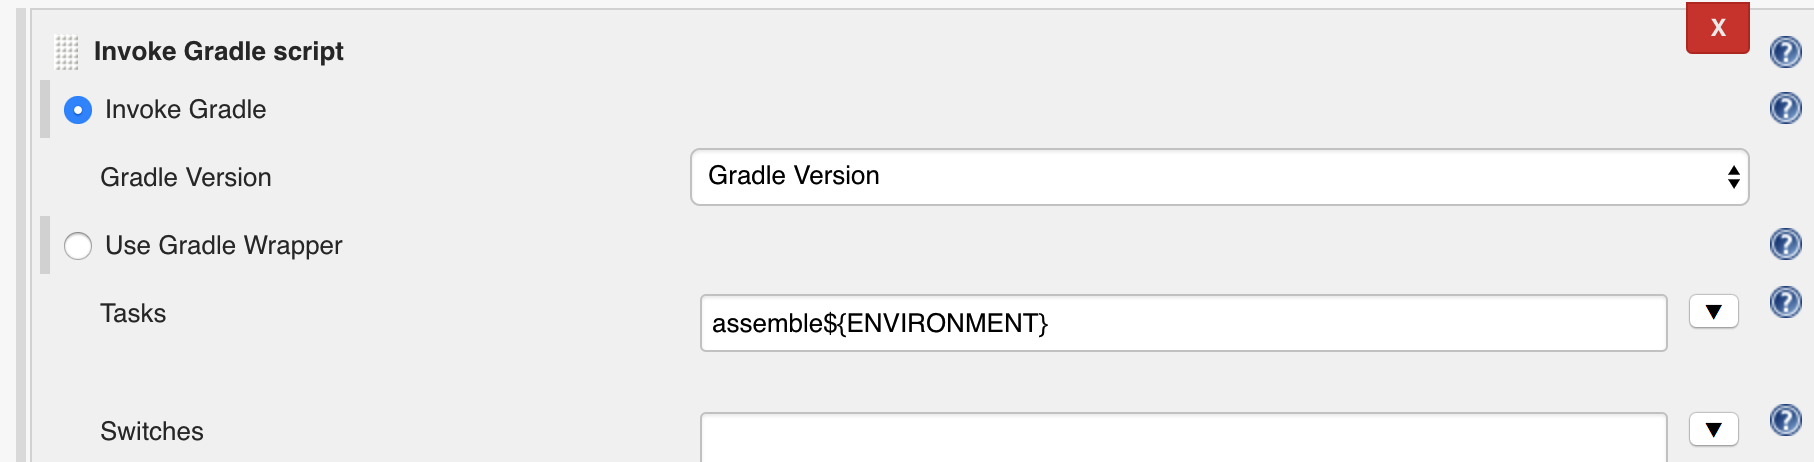 X
Invoke Gradle script
?
Invoke Gradle
?
Gradle Version
Gradle Version
Use Gradle Wrapper
?
Tasks
assemble${ENVIRONMENT}
?
Switches
?